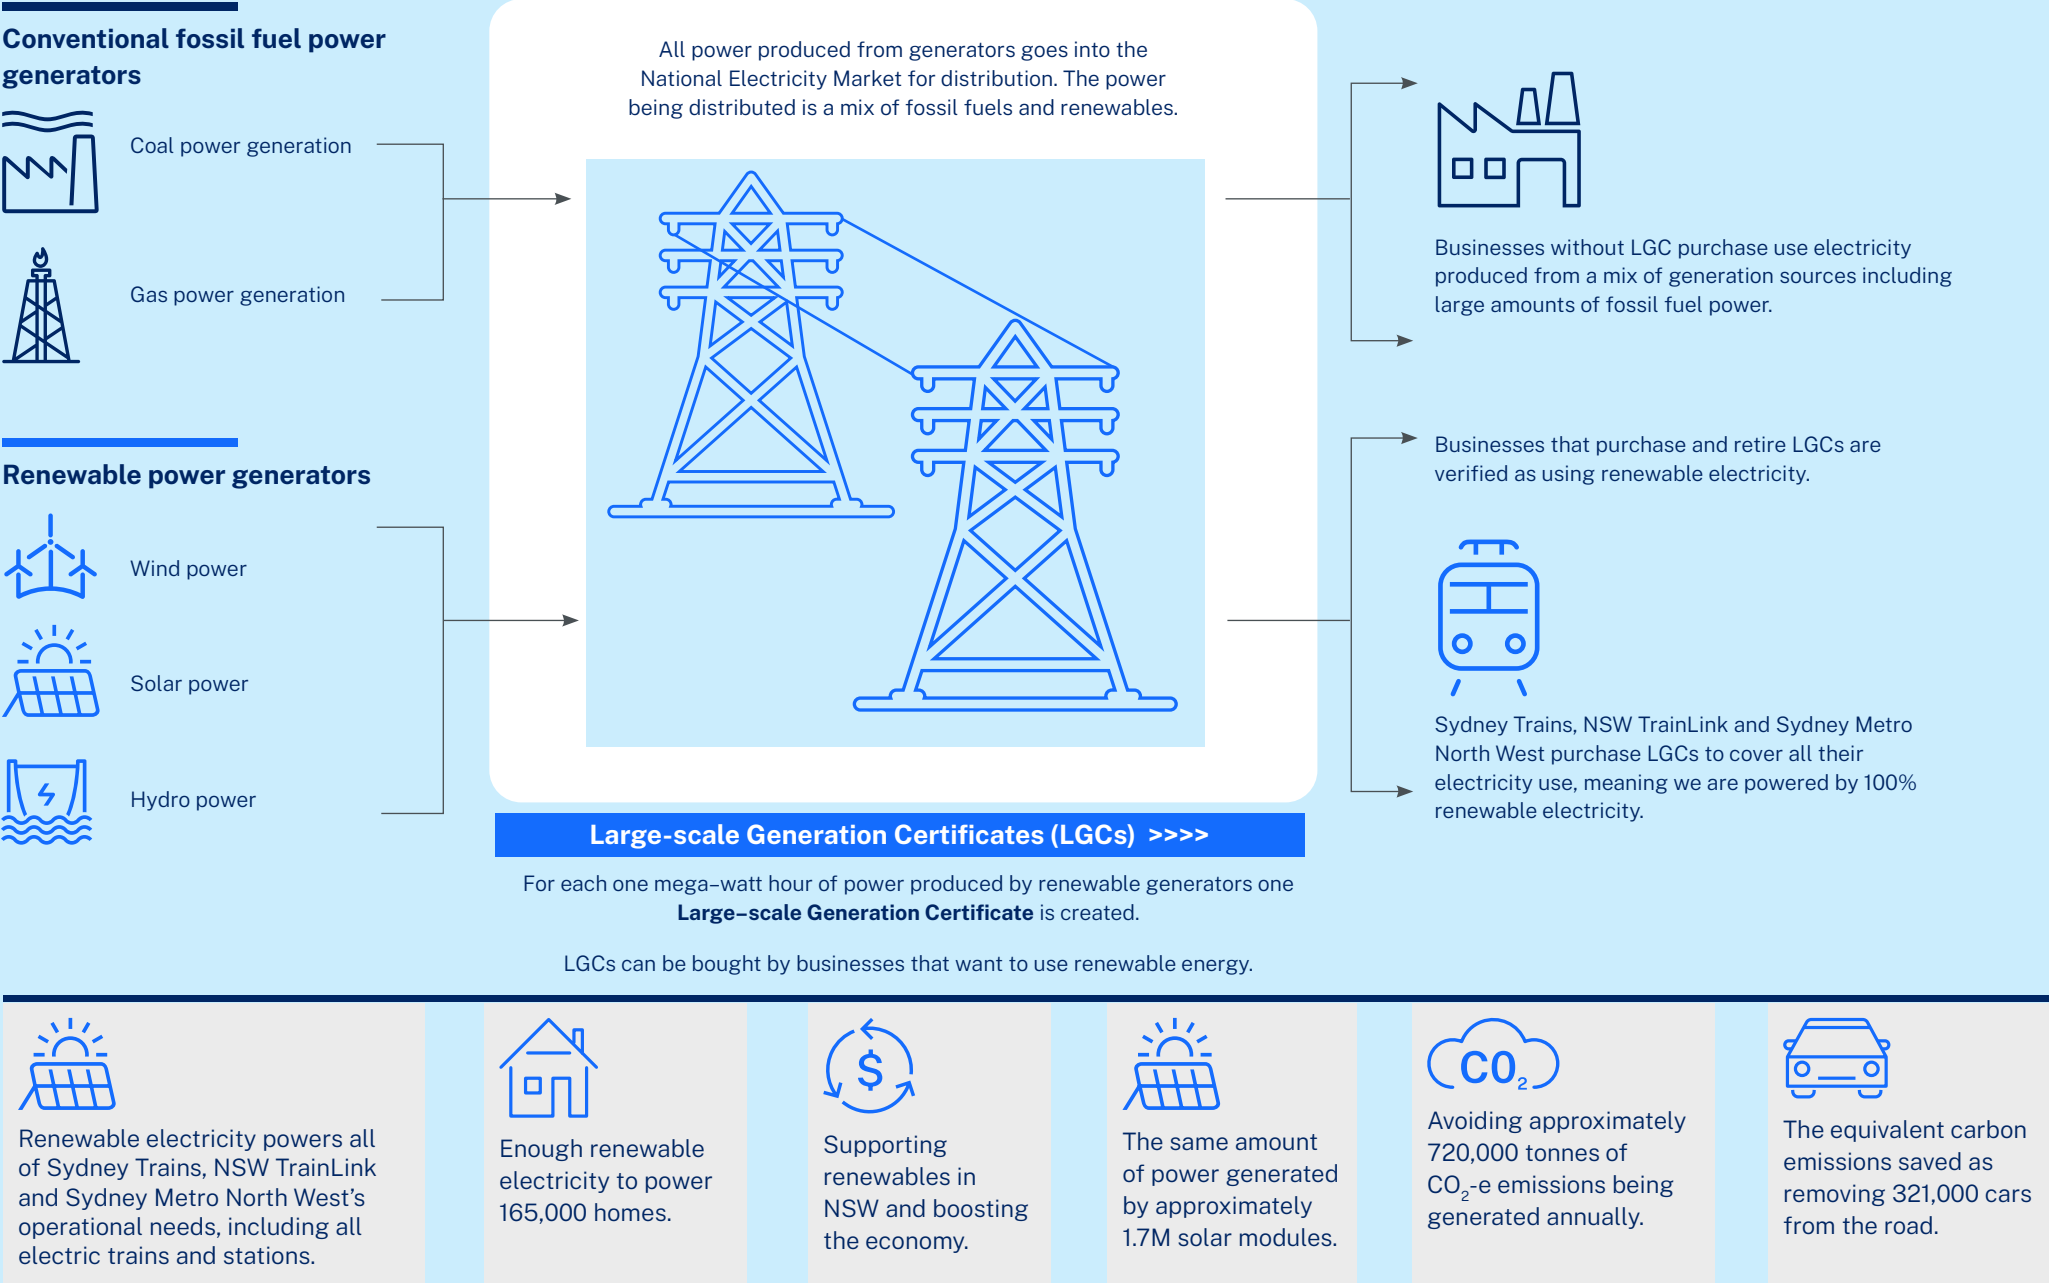 Conventional fossil fuel power
generators
Coal power generation
Gas power generation
Renewable power generators
Wind power
Solar power
Hydro power
All power produced from generators goes into the
National Electricity Market for distribution. The power
being distributed is a mix of fossil fuels and renewables.
Large-scale Generation Certificates (LGCs) >>>>
For each one mega–watt hour of power produced by renewable generators one
Large–scale Generation Certificate is created.
LGCs can be bought by businesses that want to use renewable energy.
Businesses without LGC purchase use electricity
produced from a mix of generation sources including
large amounts of fossil fuel power.
Businesses that purchase and retire LGCs are
verified as using renewable electricity.
Sydney Trains, NSW TrainLink and Sydney Metro
North West purchase LGCs to cover all their
electricity use, meaning we are powered by 100%
renewable electricity.
Renewable electricity powers all
of Sydney Trains, NSW TrainLink
and Sydney Metro North West's
operational needs, including all
electric trains and stations.
Enough renewable
electricity to power
165,000 homes.
$
Supporting
renewables in
NSW and boosting
the economy.
The same amount
of power generated
by approximately
1.7M solar modules.
CO₂
Avoiding approximately
720,000 tonnes of
CO₂-e emissions being
generated annually.
The equivalent carbon
emissions saved as
removing 321,000 cars
from the road.